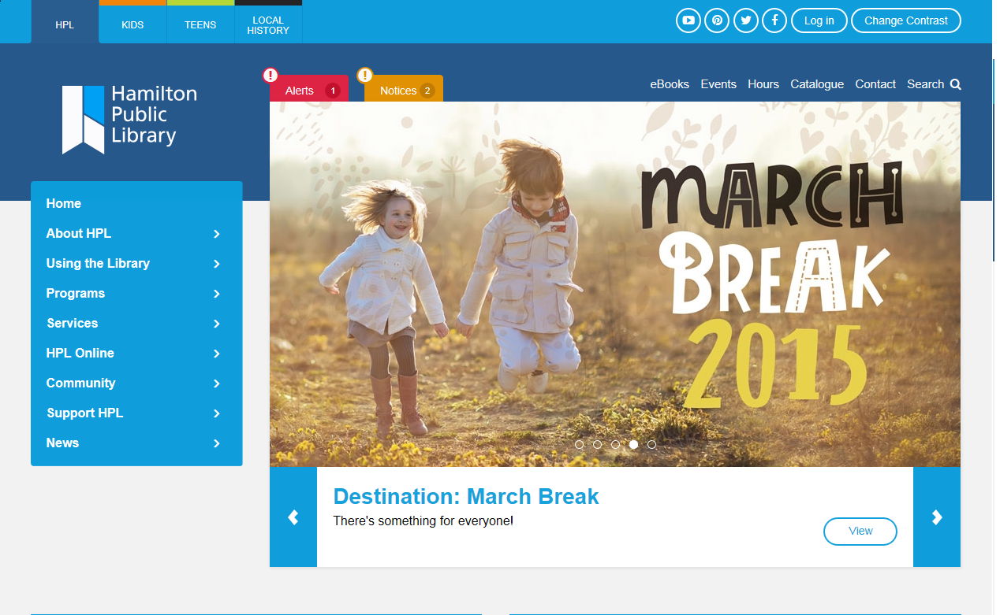 HPL
KIDS
TEENS
LOCAL
HISTORY
Log in
Change Contrast
Hamilton
Public
Library
! Alerts 1
! Notices 2
eBooks Events Hours Catalogue Contact Search
Home
About HPL
Using the Library
Programs
Services
HPL Online
Community
Support HPL
News
MARCH
BREAK
2015
Destination: March Break
There's something for everyone!
View